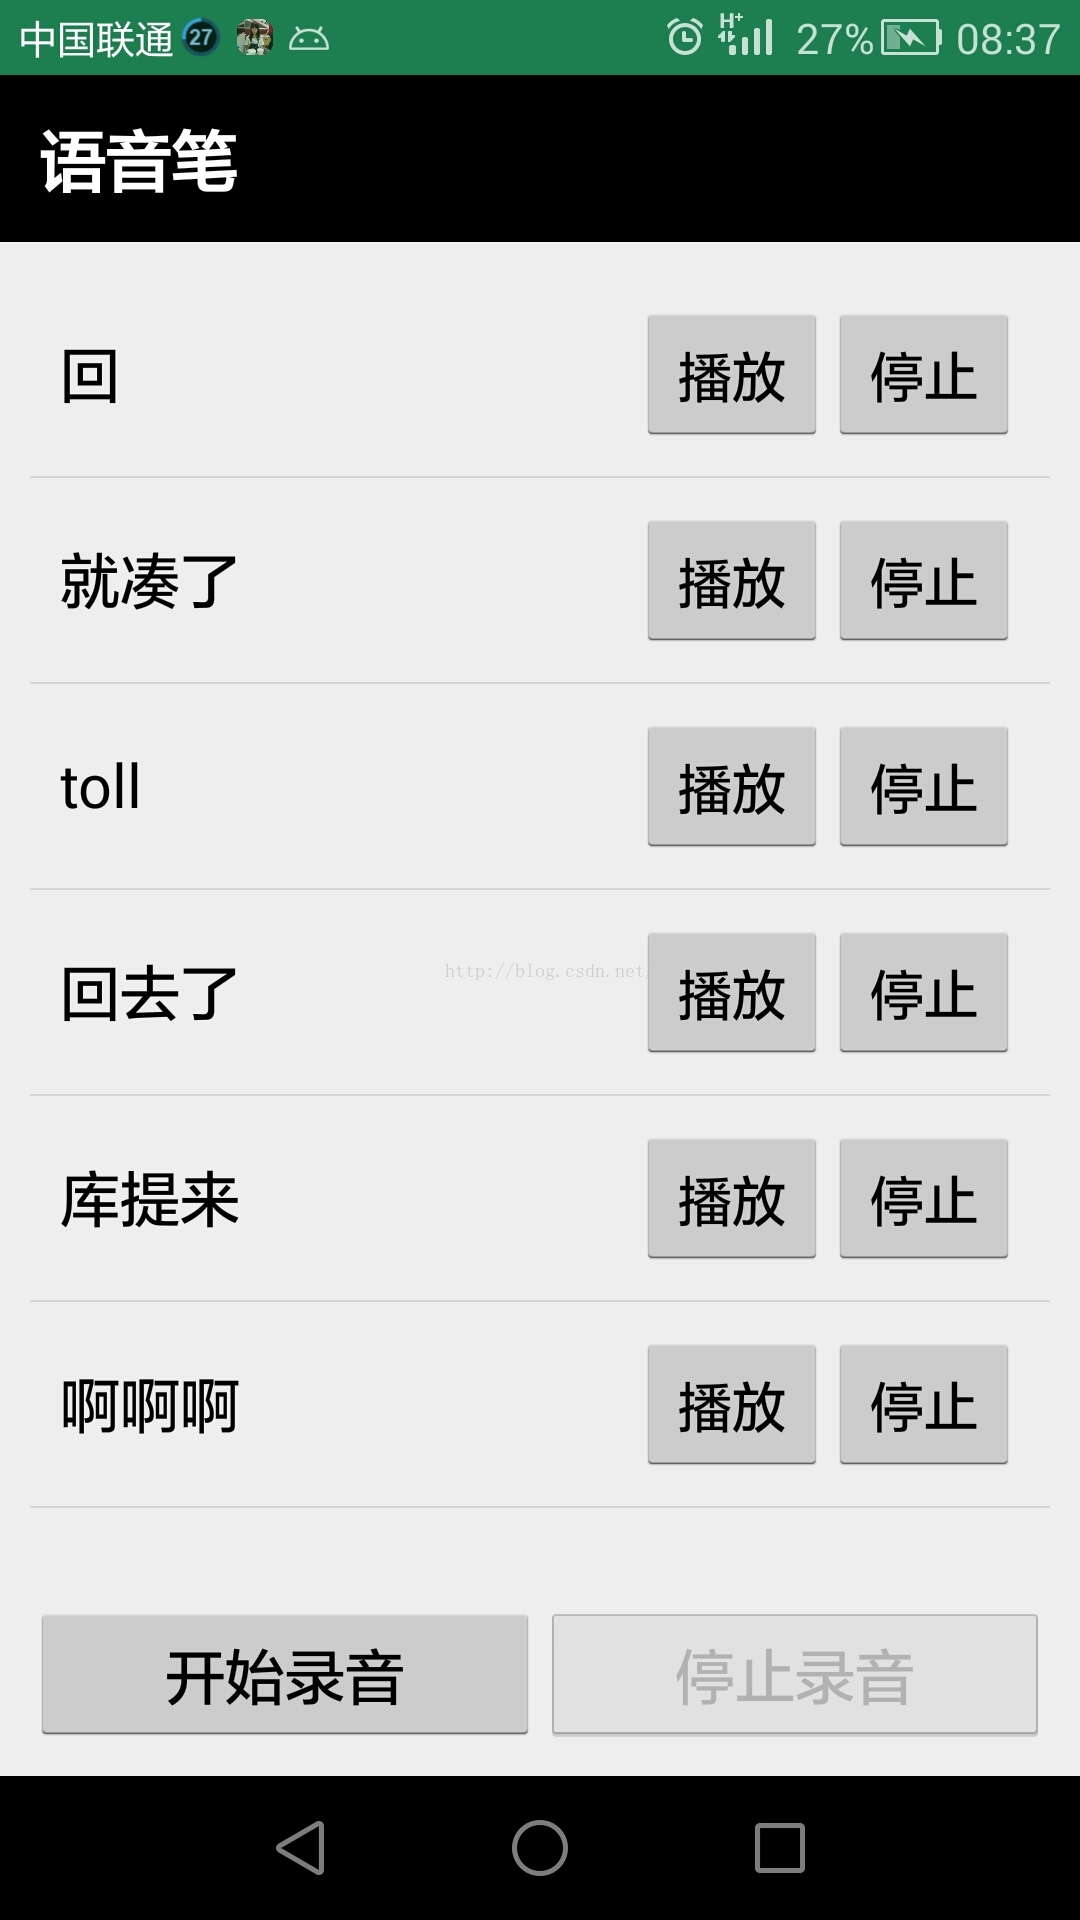 中国联通 27 H+ 27% 08:37
语音笔
回 播放 停止
就凑了 播放 停止
toll 播放 停止
回去了 播放 停止
http://blog.csdn.net/
库提来 播放 停止
啊啊啊 播放 停止
开始录音 停止录音